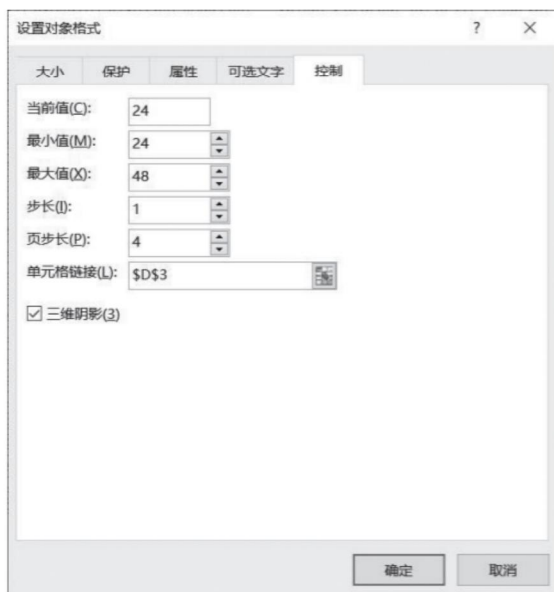 设置对象格式 ? ×
大小 保护 属性 可选文字 控制
当前值(C): 24
最小值(M): 24
最大值(X): 48
步长(I): 1
页步长(P): 4
单元格链接(L): $D$3
三维阴影(3)
确定 取消